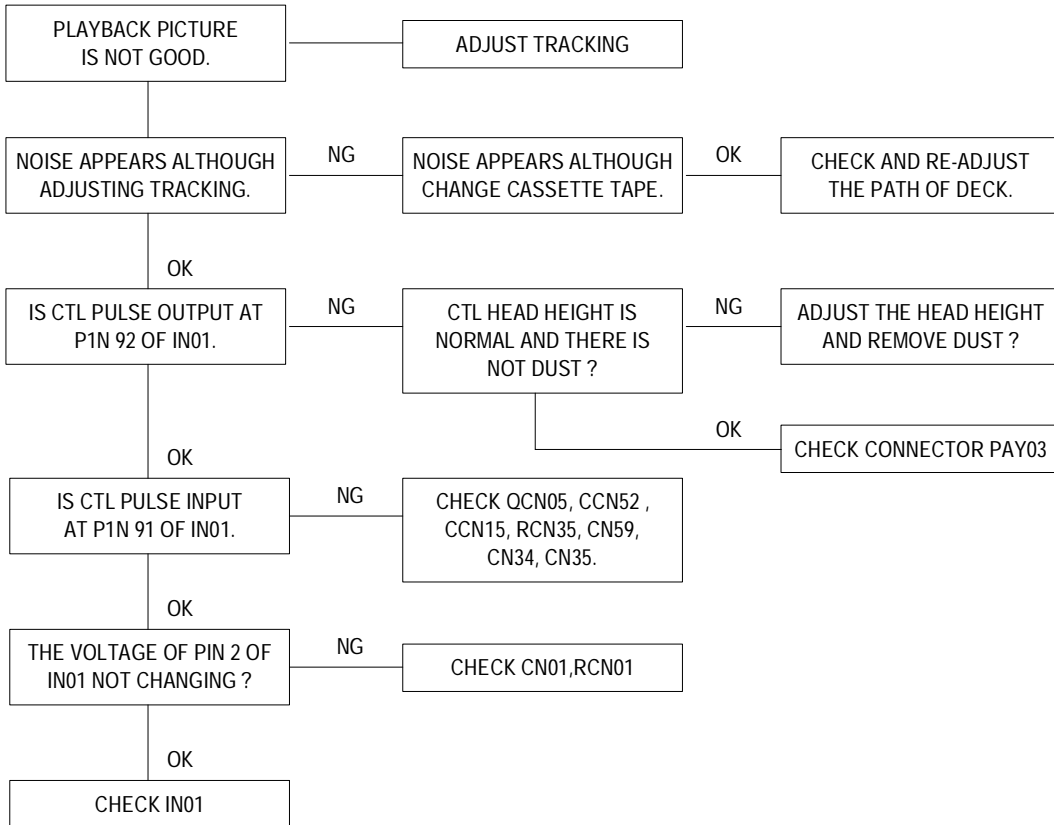 PLAYBACK PICTURE
IS NOT GOOD.
ADJUST TRACKING
NOISE APPEARS ALTHOUGH
ADJUSTING TRACKING.
NG
NOISE APPEARS ALTHOUGH
CHANGE CASSETTE TAPE.
OK
CHECK AND RE-ADJUST
THE PATH OF DECK.
OK
IS CTL PULSE OUTPUT AT
P1N 92 OF IN01.
NG
CTL HEAD HEIGHT IS
NORMAL AND THERE IS
NOT DUST ?
NG
ADJUST THE HEAD HEIGHT
AND REMOVE DUST ?
OK
CHECK CONNECTOR PAY03
OK
IS CTL PULSE INPUT
AT P1N 91 OF IN01.
NG
CHECK QCN05, CCN52 ,
CCN15, RCN35, CN59,
CN34, CN35.
OK
THE VOLTAGE OF PIN 2 OF
IN01 NOT CHANGING ?
NG
CHECK CN01,RCN01
OK
CHECK IN01